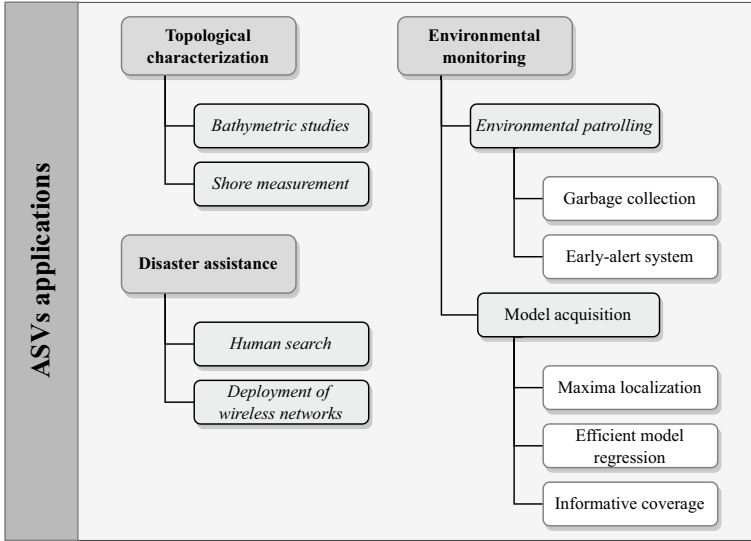 ASVs applications
Topological
characterization
Bathymetric studies
Shore measurement
Disaster assistance
Human search
Deployment of
wireless networks
Environmental
monitoring
Environmental patrolling
Garbage collection
Early-alert system
Model acquisition
Maxima localization
Efficient model
regression
Informative coverage